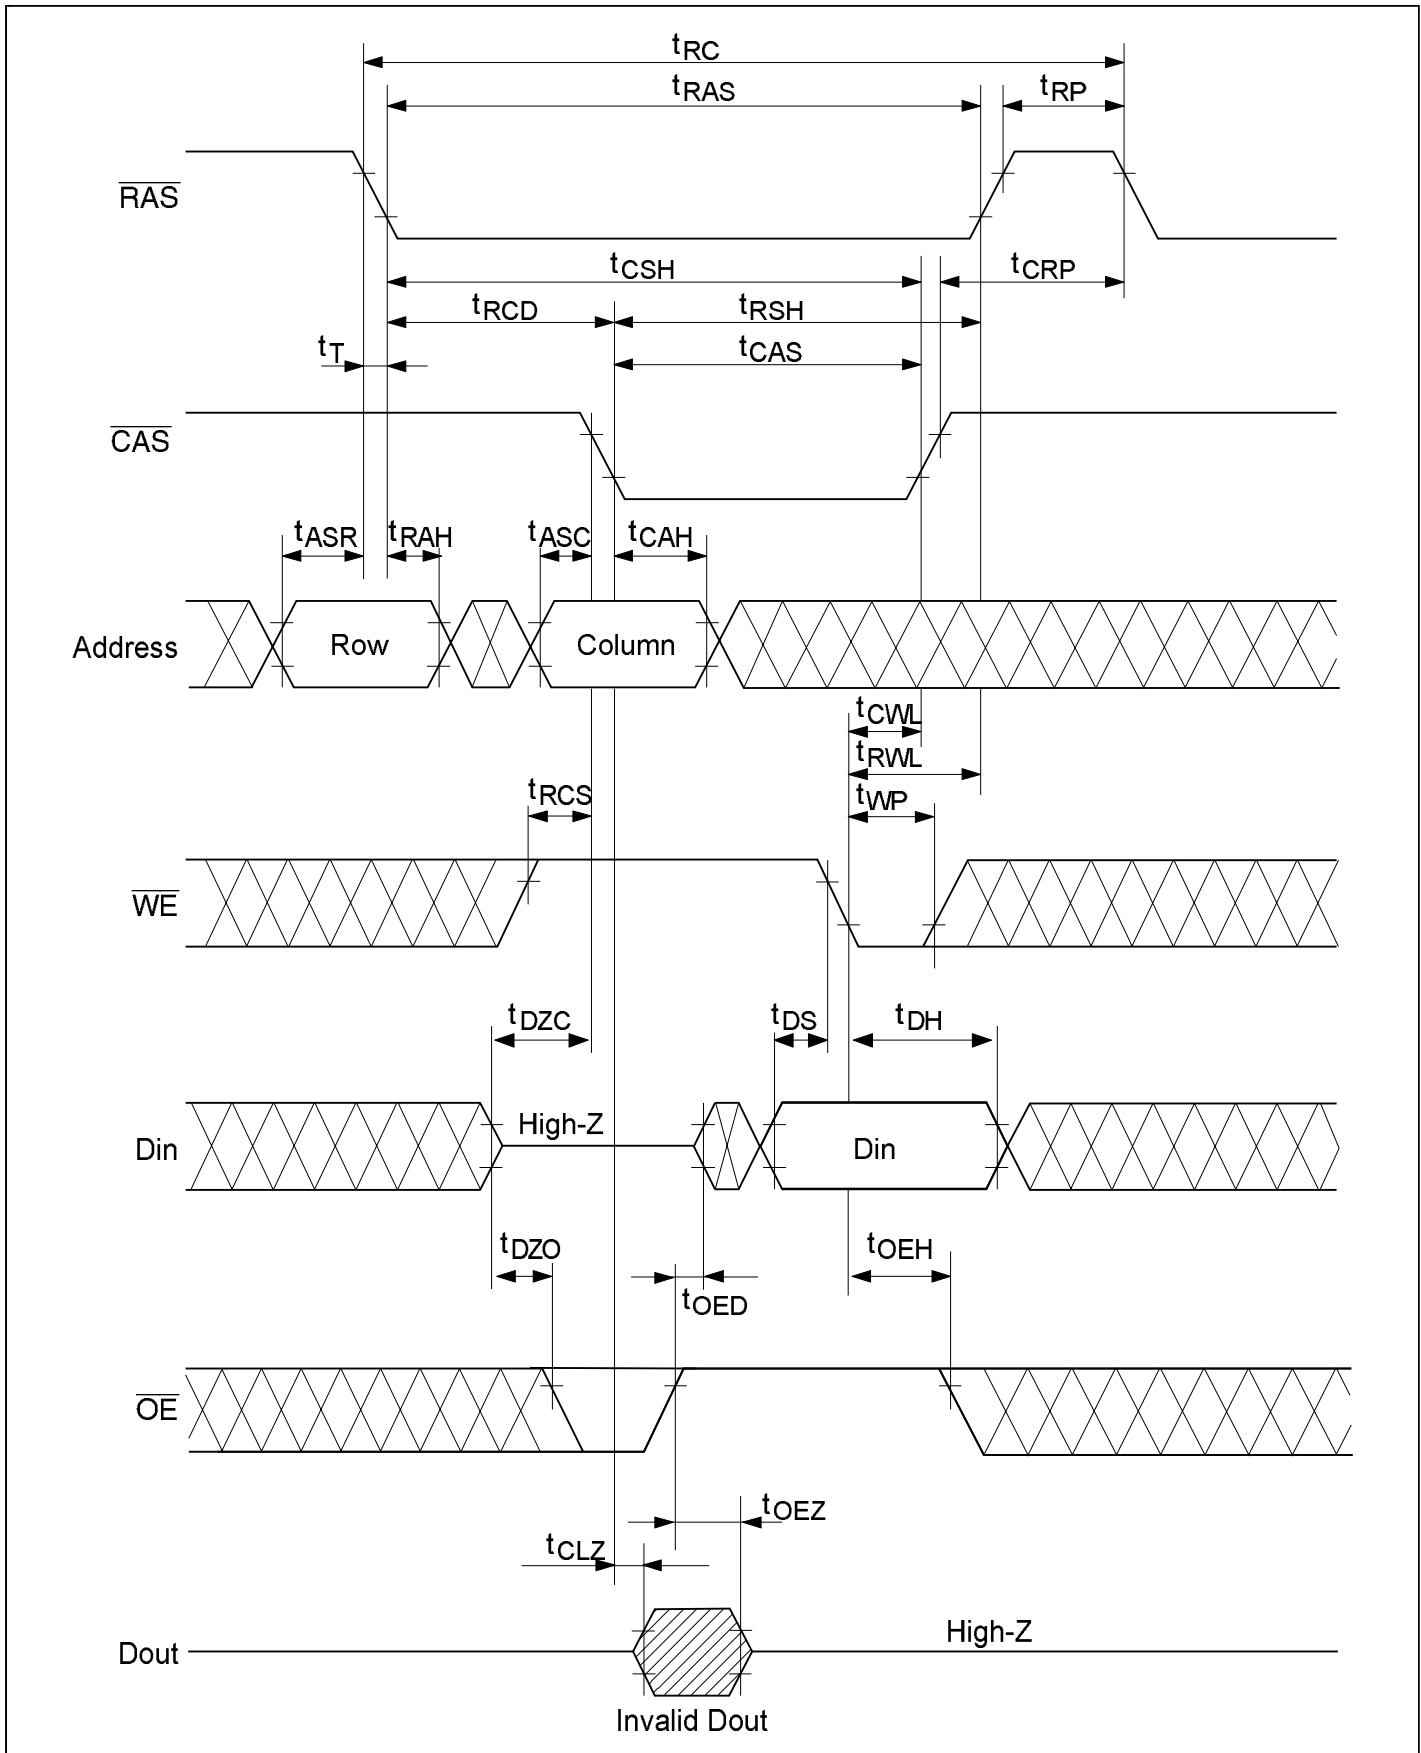 tRC
tRAS
tRP
RAS
tCSH
tCRP
tRCD
tRSH
tT
tCAS
CAS
tASR
tRAH
tASC
tCAH
Address
Row
Column
tCWL
tRWL
tRCS
tWP
WE
tDZC
tDS
tDH
High-Z
Din
Din
tDZO
tOEH
tOED
OE
tOEZ
tCLZ
High-Z
Dout
Invalid Dout